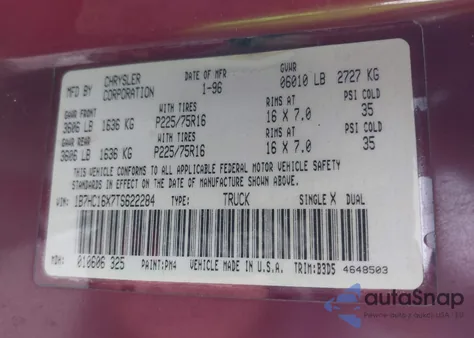 MFD BY CHRYSLER CORPORATION DATE OF MFR 1-96 GVWR 06010 LB 2727 KG
GAWR FRONT 3606 LB 1636 KG WITH TIRES P225/75R16 RIMS AT 16 X 7.0 PSI COLD 35
GAWR REAR 3606 LB 1636 KG WITH TIRES P225/75R16 RIMS AT 16 X 7.0 PSI COLD 35
THIS VEHICLE CONFORMS TO ALL APPLICABLE FEDERAL MOTOR VEHICLE SAFETY
STANDARDS IN EFFECT ON THE DATE OF MANUFACTURE SHOWN ABOVE.
VIN: 1B7HC16X7TS622284 TYPE: TRUCK SINGLE X DUAL
MDH: 010606 325 PAINT: PM4 VEHICLE MADE IN U.S.A. TRIM: B3D5 4648503
autoSnap